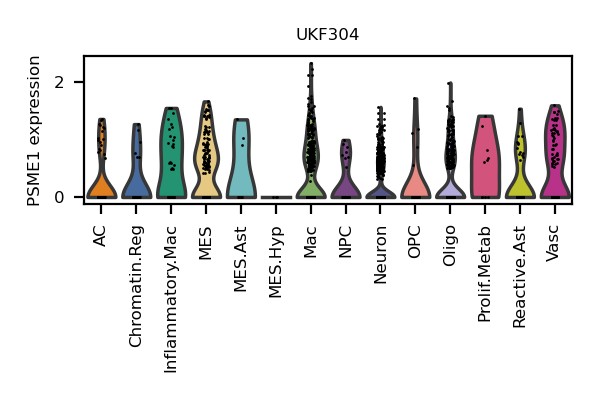 UKF304
PSME1 expression
2
0
AC
Chromatin.Reg
Inflammatory.Mac
MES
MES.Ast
MES.Hyp
Mac
NPC
Neuron
OPC
Oligo
Prolif.Metab
Reactive.Ast
Vasc